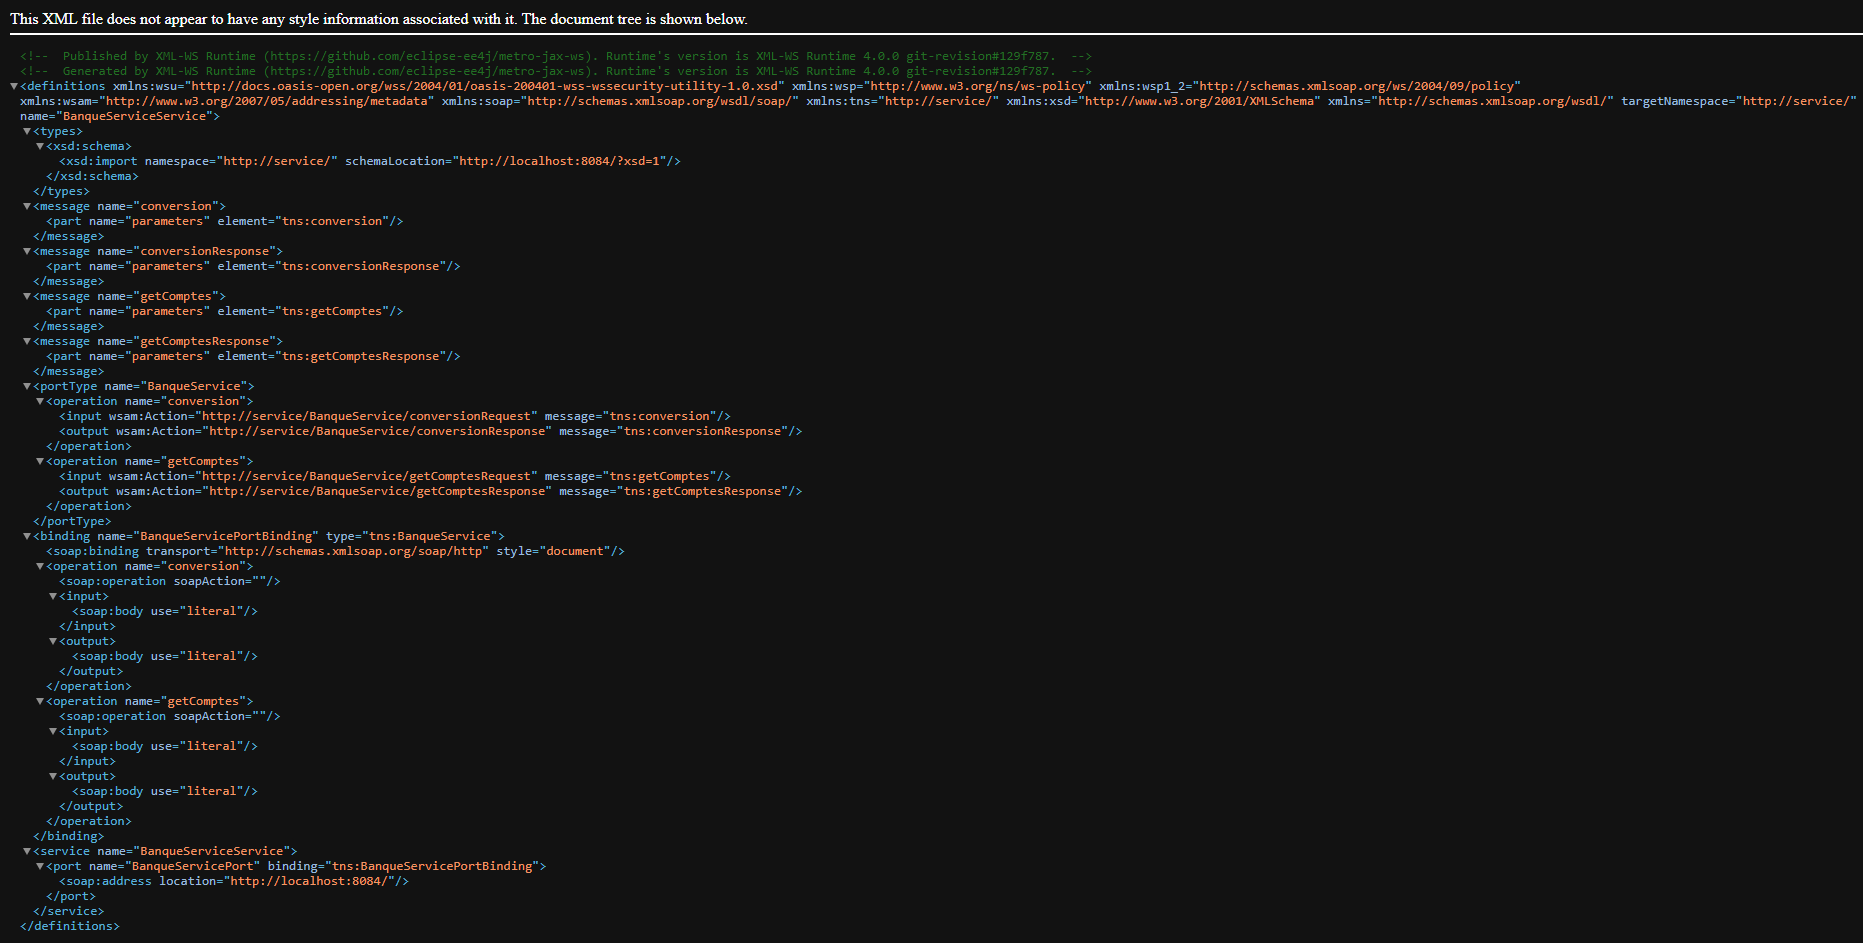 This XML file does not appear to have any style information associated with it. The document tree is shown below.
<!--  Published by XML-WS Runtime (https://github.com/eclipse-ee4j/metro-jax-ws). Runtime's version is XML-WS Runtime 4.0.0 git-revision#129f787.  -->
<!--  Generated by XML-WS Runtime (https://github.com/eclipse-ee4j/metro-jax-ws). Runtime's version is XML-WS Runtime 4.0.0 git-revision#129f787.  -->
▼<definitions xmlns:wsu="http://docs.oasis-open.org/wss/2004/01/oasis-200401-wss-wssecurity-utility-1.0.xsd" xmlns:wsp="http://www.w3.org/ns/ws-policy" xmlns:wsp1_2="http://schemas.xmlsoap.org/ws/2004/09/policy"
xmlns:wsam="http://www.w3.org/2007/05/addressing/metadata" xmlns:soap="http://schemas.xmlsoap.org/wsdl/soap/" xmlns:tns="http://service/" xmlns:xsd="http://www.w3.org/2001/XMLSchema" xmlns="http://schemas.xmlsoap.org/wsdl/" targetNamespace="http://service/"
name="BanqueServiceService">
▼<types>
▼<xsd:schema>
<xsd:import namespace="http://service/" schemaLocation="http://localhost:8084/?xsd=1"/>
</xsd:schema>
</types>
▼<message name="conversion">
<part name="parameters" element="tns:conversion"/>
</message>
▼<message name="conversionResponse">
<part name="parameters" element="tns:conversionResponse"/>
</message>
▼<message name="getComptes">
<part name="parameters" element="tns:getComptes"/>
</message>
▼<message name="getComptesResponse">
<part name="parameters" element="tns:getComptesResponse"/>
</message>
▼<portType name="BanqueService">
▼<operation name="conversion">
<input wsam:Action="http://service/BanqueService/conversionRequest" message="tns:conversion"/>
<output wsam:Action="http://service/BanqueService/conversionResponse" message="tns:conversionResponse"/>
</operation>
▼<operation name="getComptes">
<input wsam:Action="http://service/BanqueService/getComptesRequest" message="tns:getComptes"/>
<output wsam:Action="http://service/BanqueService/getComptesResponse" message="tns:getComptesResponse"/>
</operation>
</portType>
▼<binding name="BanqueServicePortBinding" type="tns:BanqueService">
<soap:binding transport="http://schemas.xmlsoap.org/soap/http" style="document"/>
▼<operation name="conversion">
<soap:operation soapAction=""/>
▼<input>
<soap:body use="literal"/>
</input>
▼<output>
<soap:body use="literal"/>
</output>
</operation>
▼<operation name="getComptes">
<soap:operation soapAction=""/>
▼<input>
<soap:body use="literal"/>
</input>
▼<output>
<soap:body use="literal"/>
</output>
</operation>
</binding>
▼<service name="BanqueServiceService">
▼<port name="BanqueServicePort" binding="tns:BanqueServicePortBinding">
<soap:address location="http://localhost:8084/"/>
</port>
</service>
</definitions>